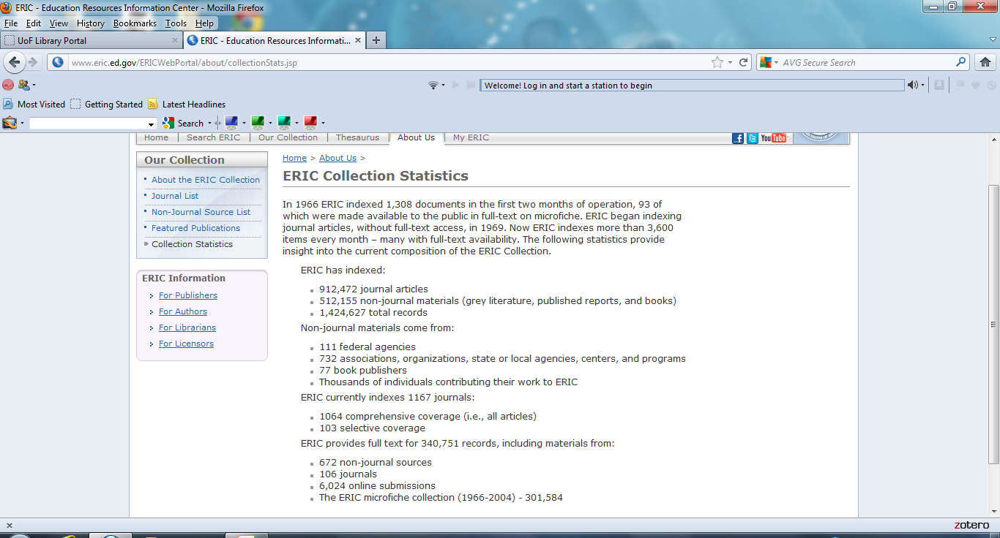 ERIC - Education Resources Information Center - Mozilla Firefox
File Edit View History Bookmarks Tools Help
UoF Library Portal
ERIC - Education Resources Informati...
www.eric.ed.gov/ERICWebPortal/about/collectionStats.jsp
AVG Secure Search
Welcome! Log in and start a station to begin
Most Visited Getting Started Latest Headlines
Search
Home Search ERIC Our Collection Thesaurus About Us My ERIC
You Tube
Our Collection
About the ERIC Collection
Journal List
Non-Journal Source List
Featured Publications
Collection Statistics
ERIC Information
For Publishers
For Authors
For Librarians
For Licensors
Home > About Us >
ERIC Collection Statistics
In 1966 ERIC indexed 1,308 documents in the first two months of operation, 93 of
which were made available to the public in full-text on microfiche. ERIC began indexing
journal articles, without full-text access, in 1969. Now ERIC indexes more than 3,600
items every month – many with full-text availability. The following statistics provide
insight into the current composition of the ERIC Collection.
ERIC has indexed:
912,472 journal articles
512,155 non-journal materials (grey literature, published reports, and books)
1,424,627 total records
Non-journal materials come from:
111 federal agencies
732 associations, organizations, state or local agencies, centers, and programs
77 book publishers
Thousands of individuals contributing their work to ERIC
ERIC currently indexes 1167 journals:
1064 comprehensive coverage (i.e., all articles)
103 selective coverage
ERIC provides full text for 340,751 records, including materials from:
672 non-journal sources
106 journals
6,024 online submissions
The ERIC microfiche collection (1966-2004) - 301,584
zotero